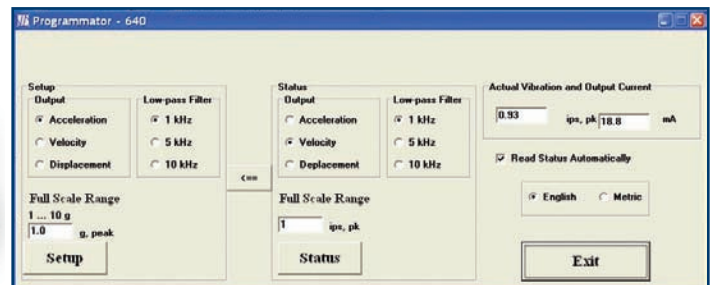 Programmator - 640
Setup
Output
Acceleration
Velocity
Displacement
Low-pass Filter
1 kHz
5 kHz
10 kHz
Full Scale Range
1 ... 10 g
1.0 g, peak
Setup
<==
Status
Output
Acceleration
Velocity
Deplacement
Low-pass Filter
1 kHz
5 kHz
10 kHz
Full Scale Range
1 ips, pk
Status
Actual Vibration and Output Current
0.93 ips, pk 18.8 mA
Read Status Automatically
English Metric
Exit